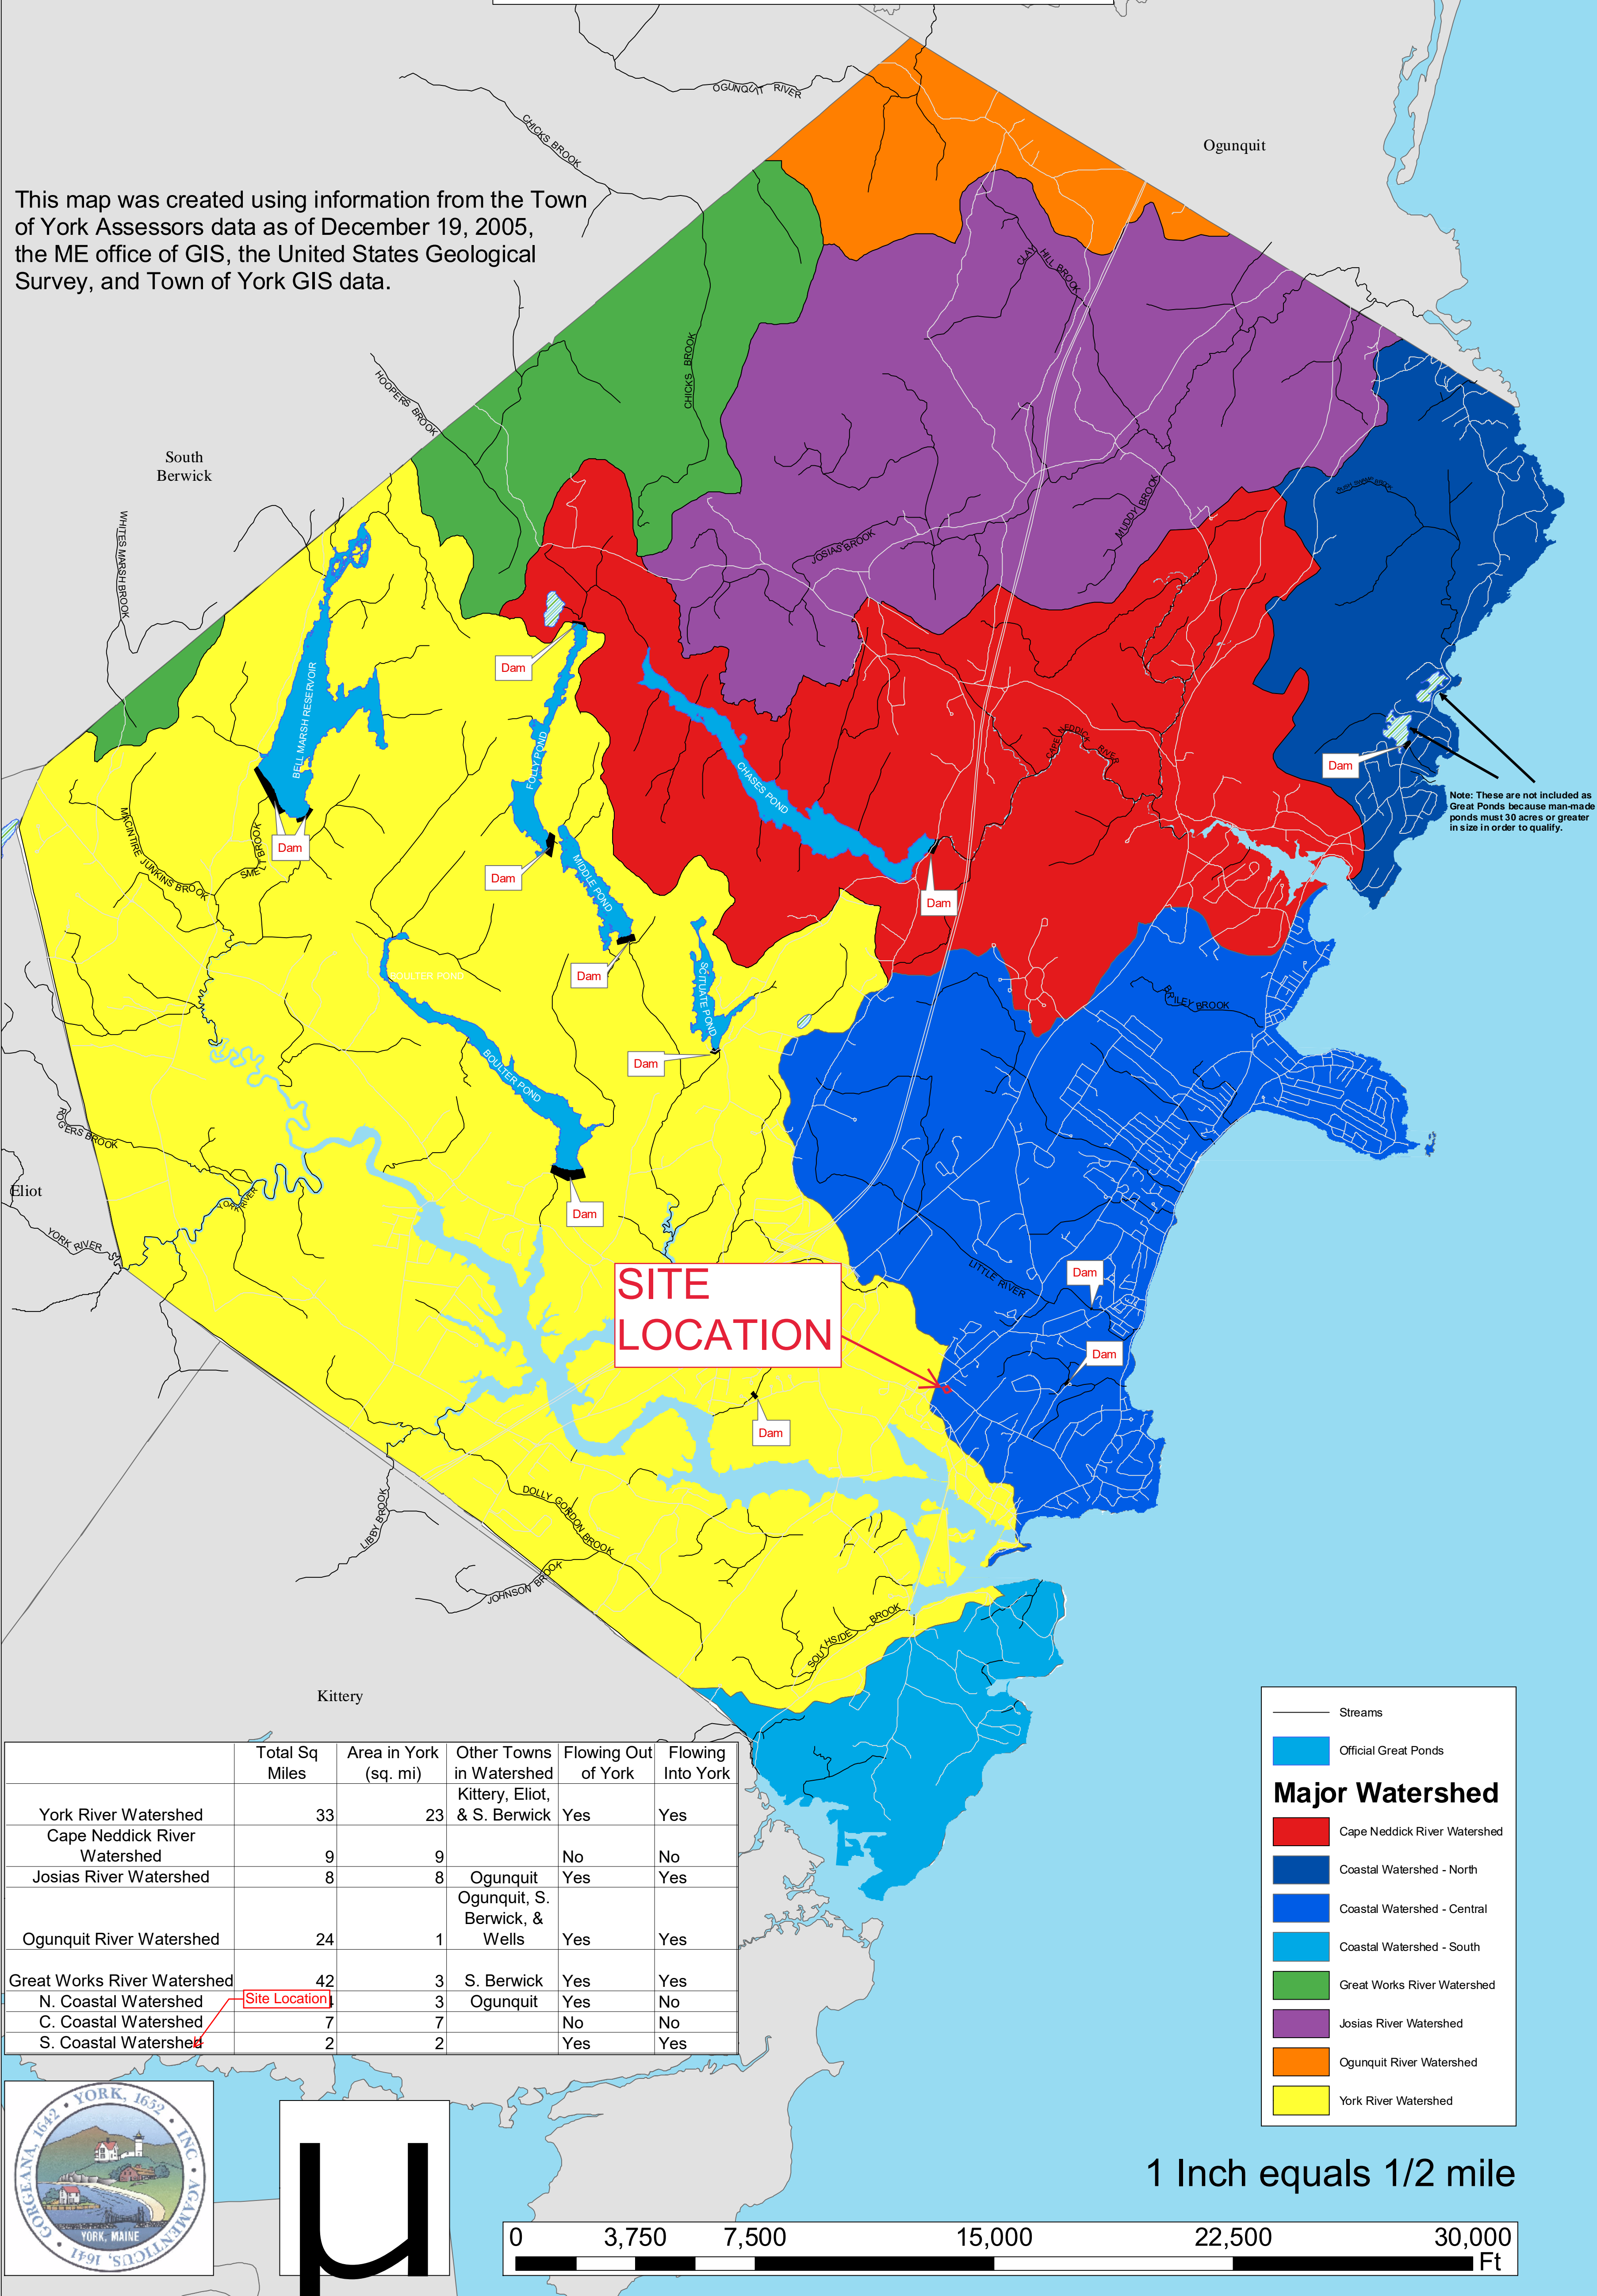 OGUNQUIT RIVER
CHICKS BROOK
Ogunquit
This map was created using information from the Town
of York Assessors data as of December 19, 2005,
the ME office of GIS, the United States Geological
Survey, and Town of York GIS data.
CLAY HILL BROOK
CHICKS BROOK
HOOPERS BROOK
South
Berwick
WHITES MARSH BROOK
MUDDY BROOK
JOSIAS BROOK
Dam
BELL MARSH RESERVOIR
FOLLY POND
CHASES POND
CAPE NEDDICK RIVER
Dam
Note: These are not included as
Great Ponds because man-made
ponds must 30 acres or greater
in size in order to qualify.
MACINTIRE JUNKINS BROOK
SMELT BROOK
Dam
Dam
MIDDLE POND
Dam
Dam
BOULTER POND
SCITUATE POND
BRILEY BROOK
Dam
BOULTER POND
ROGERS BROOK
Eliot
YORK RIVER
YORK RIVER
Dam
SITE
LOCATION
LITTLE RIVER
Dam
Dam
Dam
LIBBY BROOK
DOLLY GORDON BROOK
JOHNSON BROOK
SOUTHSIDE BROOK
Kittery
Total Sq
Miles
Area in York
(sq. mi)
Other Towns
in Watershed
Flowing Out
of York
Flowing
Into York
York River Watershed 33 23 Kittery, Eliot,
& S. Berwick Yes Yes
Cape Neddick River
Watershed 9 9 No No
Josias River Watershed 8 8 Ogunquit Yes Yes
Ogunquit River Watershed 24 1 Ogunquit, S.
Berwick, &
Wells Yes Yes
Great Works River Watershed 42 3 S. Berwick Yes Yes
N. Coastal Watershed 3 Ogunquit Yes No
Site Location
C. Coastal Watershed 7 7 No No
S. Coastal Watershed 2 2 Yes Yes
Streams
Official Great Ponds
Major Watershed
Cape Neddick River Watershed
Coastal Watershed - North
Coastal Watershed - Central
Coastal Watershed - South
Great Works River Watershed
Josias River Watershed
Ogunquit River Watershed
York River Watershed
GORGEANA, 1642 • YORK, 1652 • INC • AGAMENTICUS, 1641
YORK, MAINE
µ
1 Inch equals 1/2 mile
0 3,750 7,500 15,000 22,500 30,000
Ft